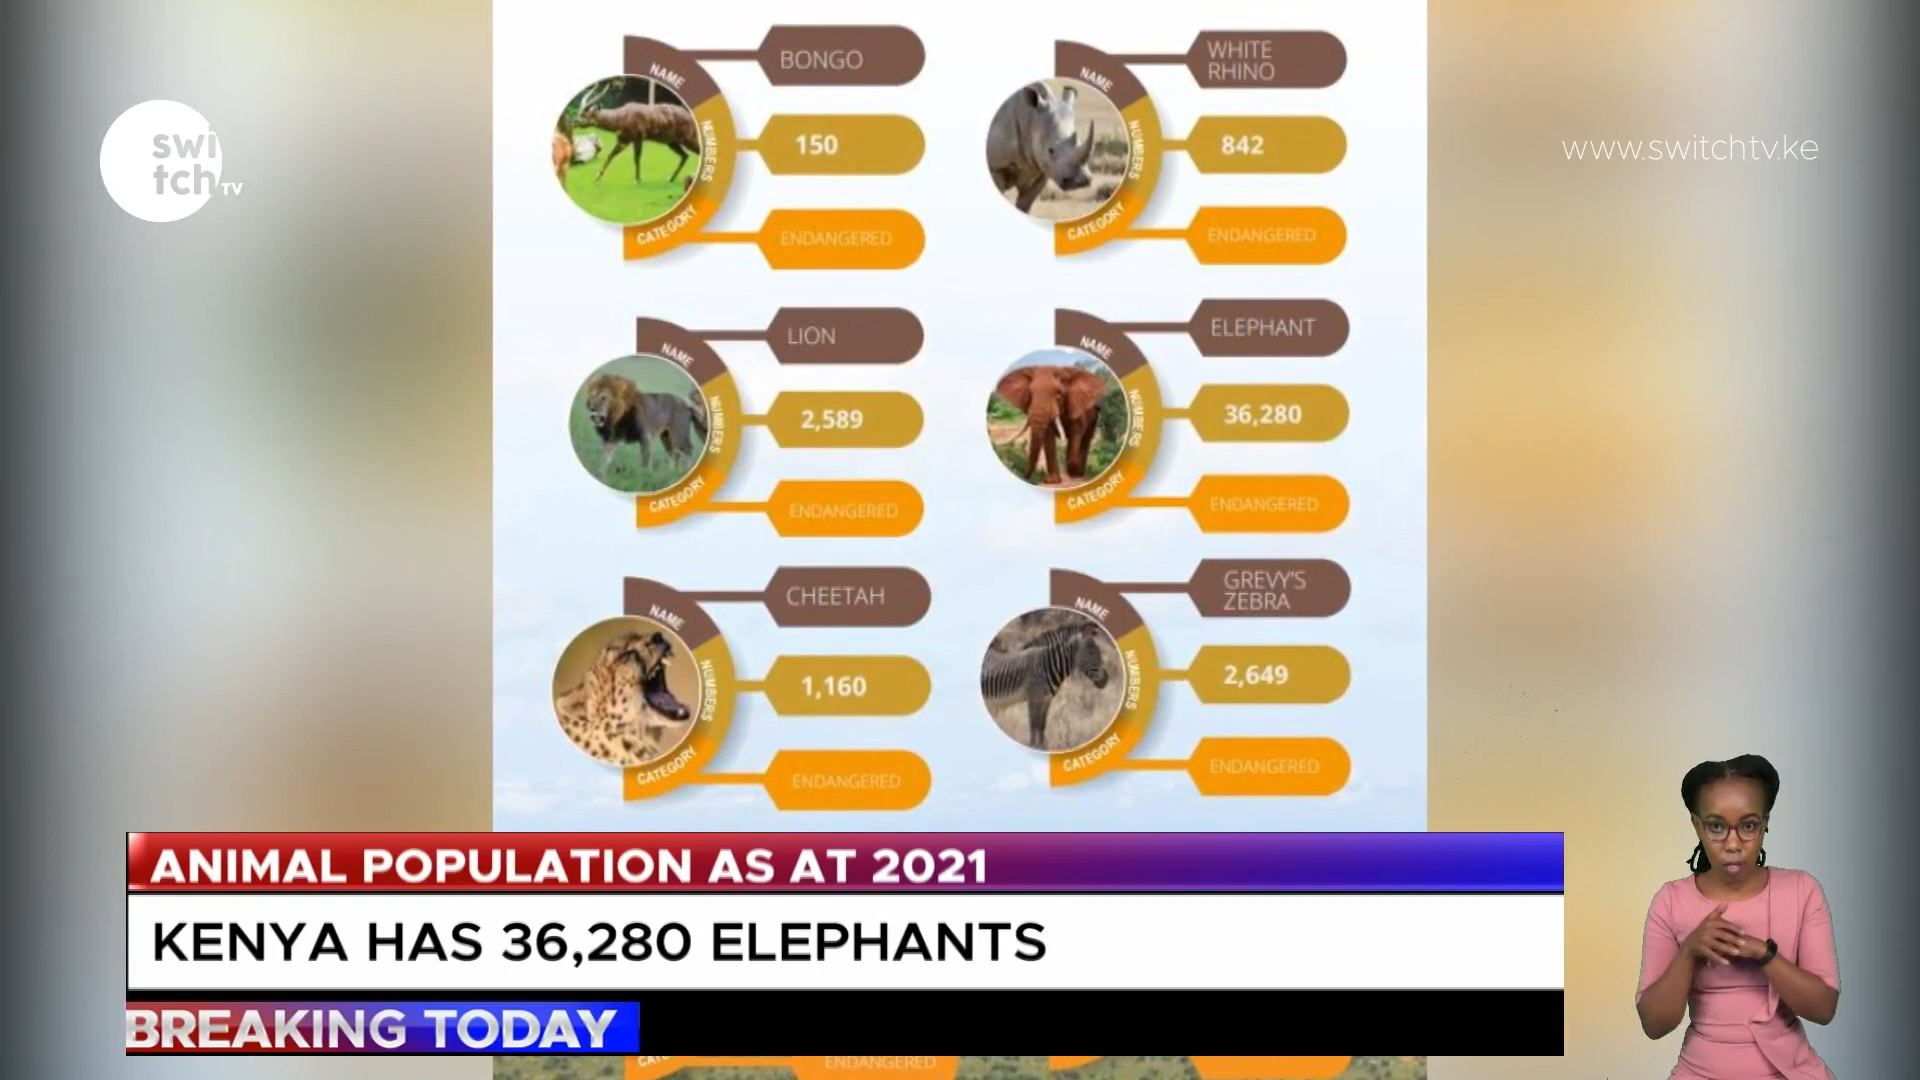 swi
tch TV
www.switchtv.ke
NAME
BONGO
NUMBERS
150
CATEGORY
ENDANGERED
NAME
WHITE
RHINO
NUMBERS
842
CATEGORY
ENDANGERED
NAME
LION
NUMBERS
2,589
CATEGORY
ENDANGERED
NAME
ELEPHANT
NUMBERS
36,280
CATEGORY
ENDANGERED
NAME
CHEETAH
NUMBERS
1,160
CATEGORY
ENDANGERED
NAME
GREVY'S
ZEBRA
NUMBERS
2,649
CATEGORY
ENDANGERED
ANIMAL POPULATION AS AT 2021
KENYA HAS 36,280 ELEPHANTS
BREAKING TODAY
ENDANGERED